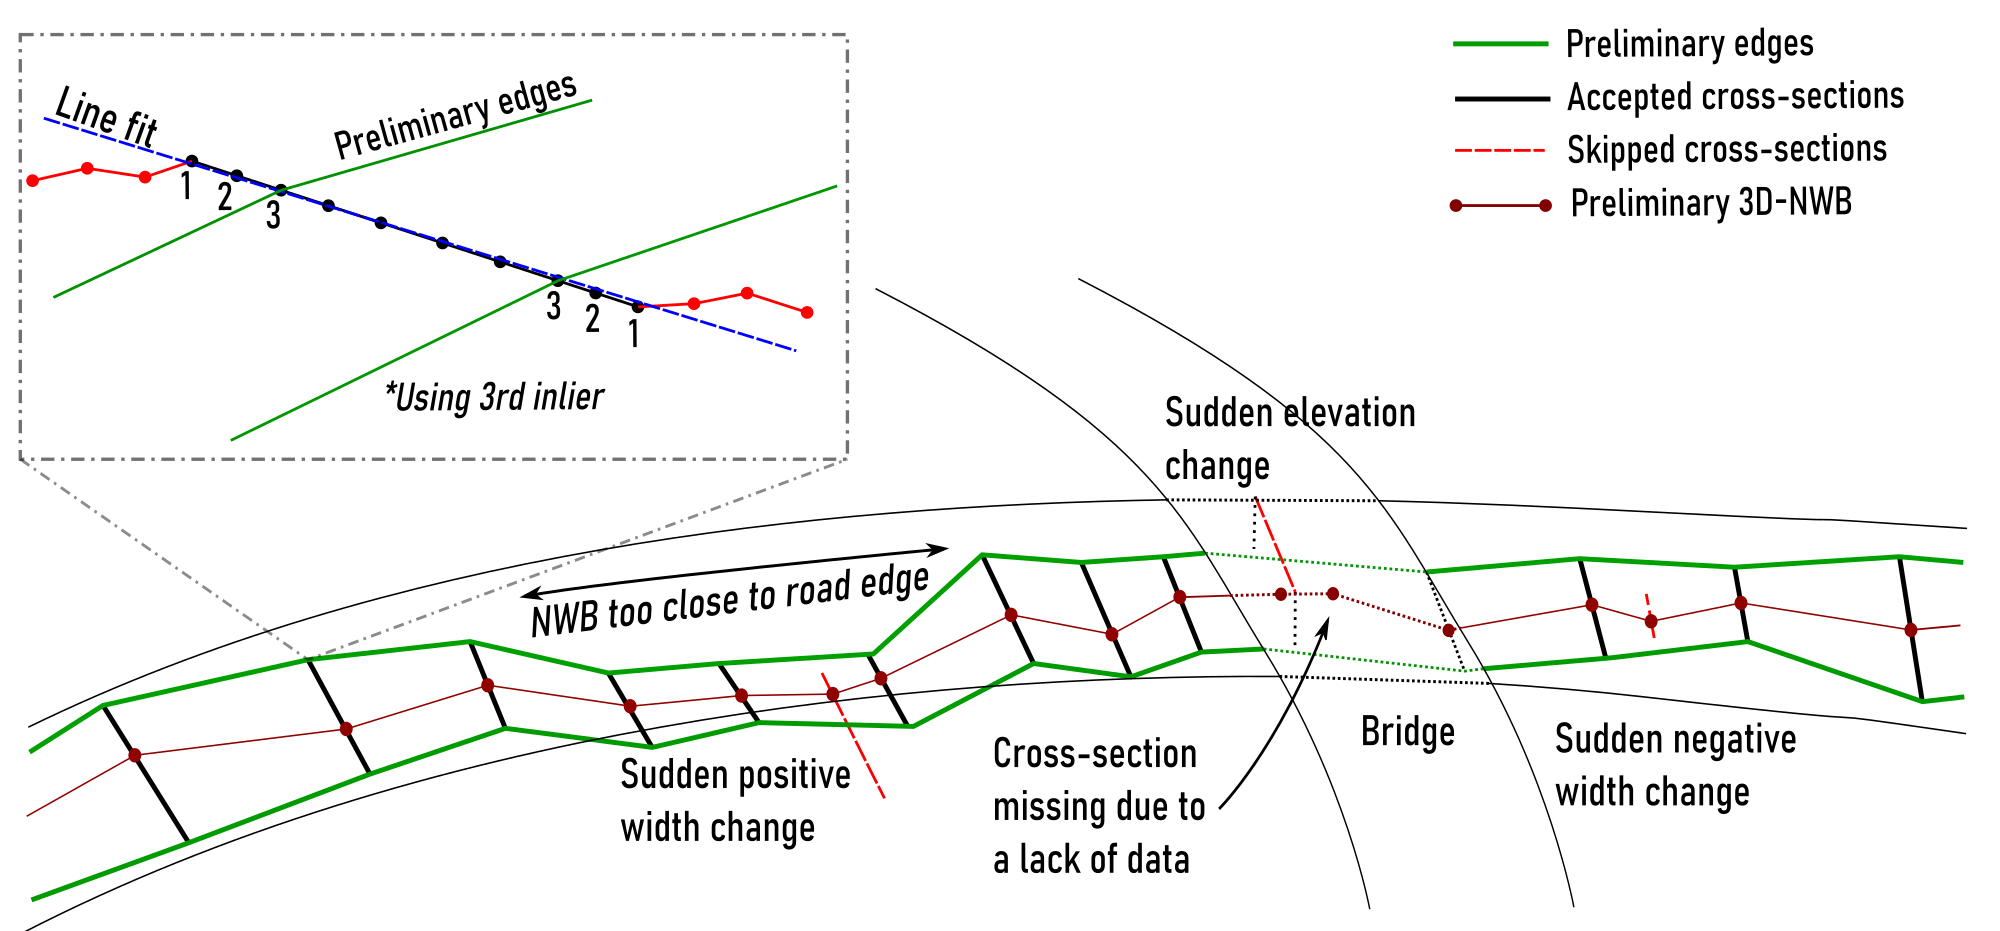 Preliminary edges
Accepted cross-sections
Skipped cross-sections
Preliminary 3D-NWB
Line fit
Preliminary edges
1
2
3
3
2
1
*Using 3rd inlier
Sudden elevation
change
NWB too close to road edge
Sudden positive
width change
Cross-section
missing due to
a lack of data
Bridge
Sudden negative
width change